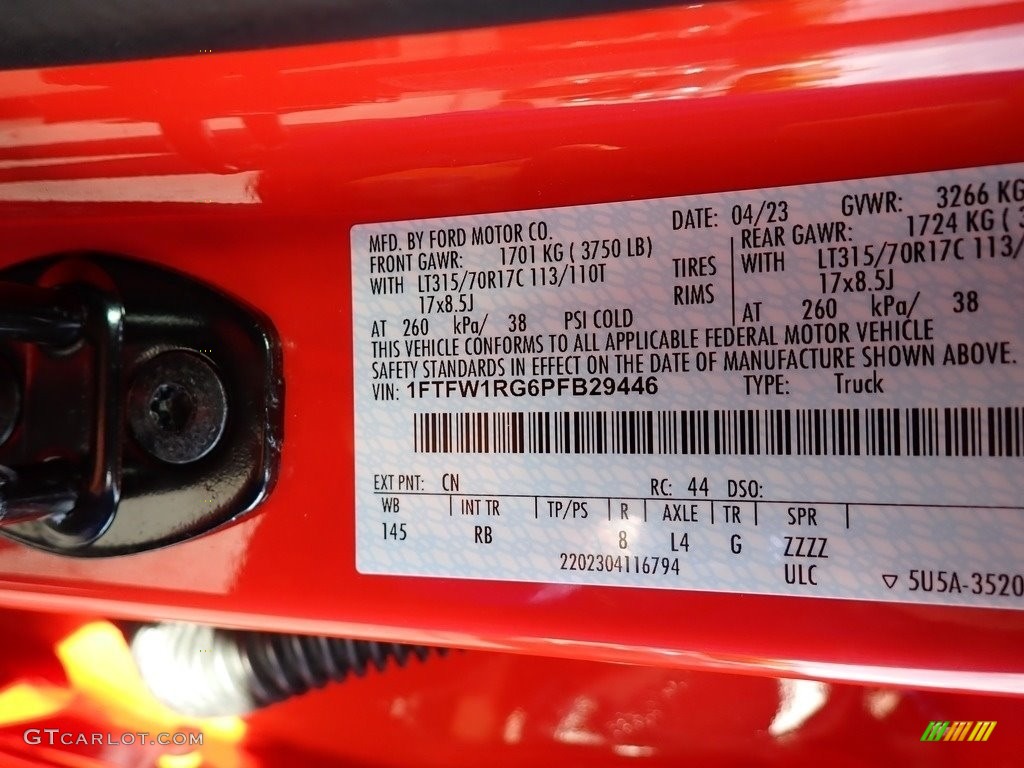 MFD. BY FORD MOTOR CO. DATE: 04/23 GVWR: 3266 KG
FRONT GAWR: 1701 KG ( 3750 LB) REAR GAWR: 1724 KG ( 3
WITH LT315/70R17C 113/110T TIRES WITH LT315/70R17C 113/
17x8.5J RIMS 17x8.5J
AT 260 kPa/ 38 PSI COLD AT 260 kPa/ 38
THIS VEHICLE CONFORMS TO ALL APPLICABLE FEDERAL MOTOR VEHICLE
SAFETY STANDARDS IN EFFECT ON THE DATE OF MANUFACTURE SHOWN ABOVE.
VIN: 1FTFW1RG6PFB29446 TYPE: Truck
EXT PNT: CN RC: 44 DSO:
WB INT TR TP/PS R AXLE TR SPR
145 RB 8 L4 G ZZZZ
2202304116794 ULC ▽ 5U5A-3520
GTCARLOT.COM